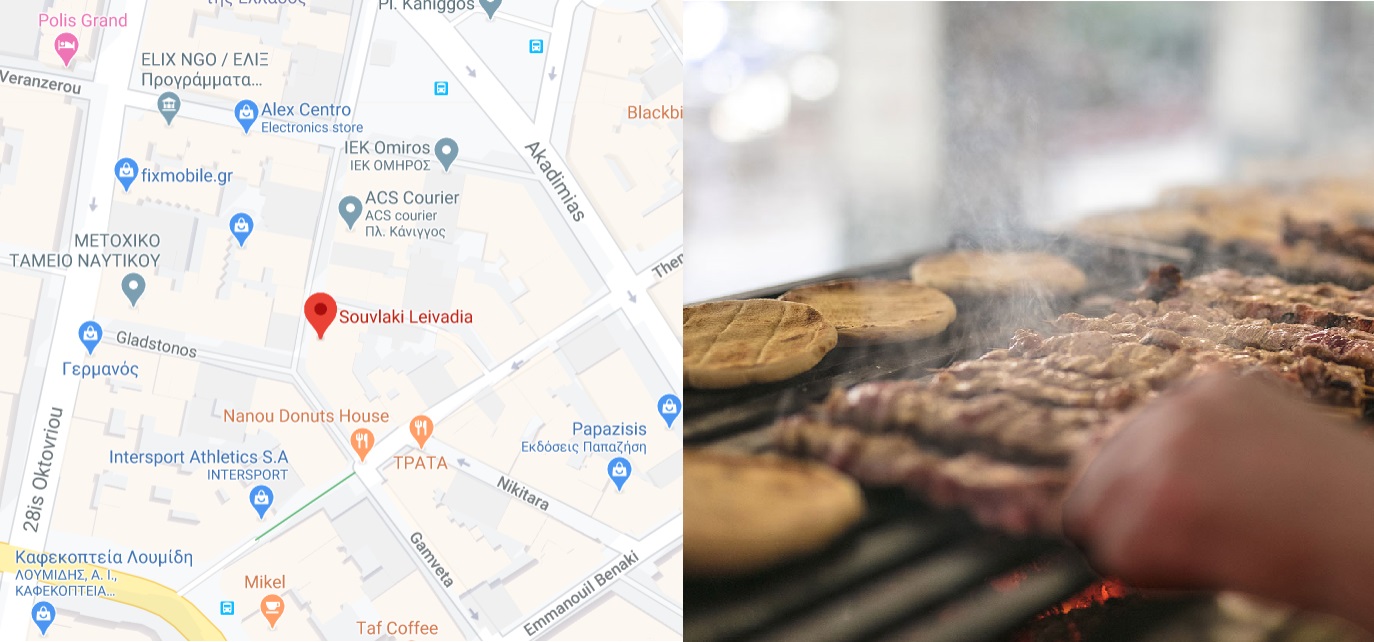 της Ελλάδος
Pl. Kaniggos
Polis Grand
Veranzerou
ELIX NGO / ΕΛΙΞ
Προγράμματα...
Alex Centro
Electronics store
Blackbi
IEK Omiros
ΙΕΚ ΟΜΗΡΟΣ
Akadimias
fixmobile.gr
ACS Courier
ACS courier
Πλ. Κάνιγγος
ΜΕΤΟΧΙΚΟ
ΤΑΜΕΙΟ ΝΑΥΤΙΚΟΥ
Them
Souvlaki Leivadia
Gladstonos
Γερμανός
Nanou Donuts House
ΤΡΑΤΑ
Papazisis
Εκδόσεις Παπαζήση
Intersport Athletics S.A
INTERSPORT
28is Oktovriou
Nikitara
Gamveta
Emmanouil Benaki
Καφεκοπτεία Λουμίδη
ΛΟΥΜΙΔΗΣ, Α. Ι.,
ΚΑΦΕΚΟΠΤΕΙΑ...
Mikel
Taf Coffee